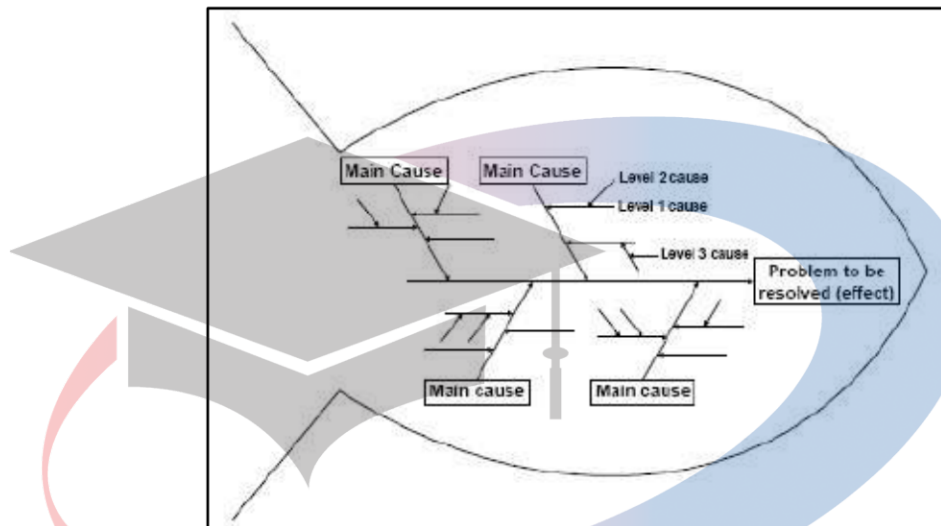 Main Cause
Main Cause
Level 2 cause
Level 1 cause
Level 3 cause
Problem to be
resolved (effect)
Main cause
Main cause